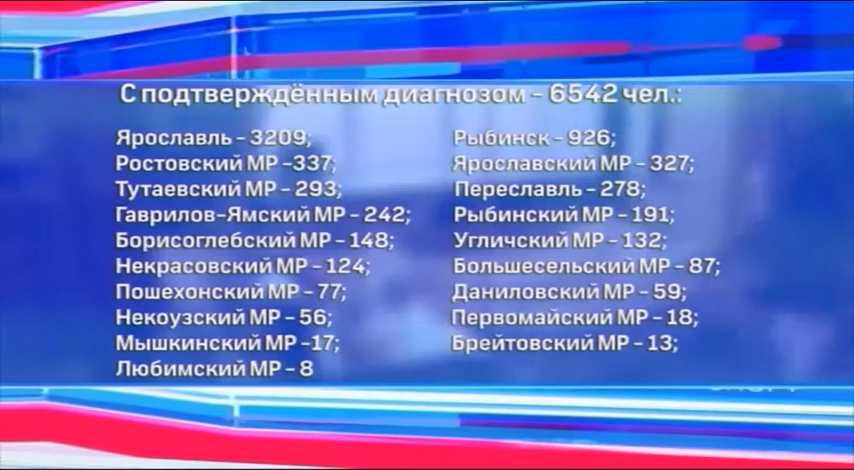 С подтверждённым диагнозом – 6542 чел.:
Ярославль – 3209;
Рыбинск – 926;
Ростовский МР –337;
Ярославский МР – 327;
Тутаевский МР – 293;
Переславль – 278;
Гаврилов-Ямский МР – 242;
Рыбинский МР – 191;
Борисоглебский МР – 148;
Угличский МР – 132;
Некрасовский МР – 124;
Большесельский МР – 87;
Пошехонский МР – 77;
Даниловский МР – 59;
Некоузский МР – 56;
Первомайский МР – 18;
Мышкинский МР –17;
Брейтовский МР – 13;
Любимский МР – 8